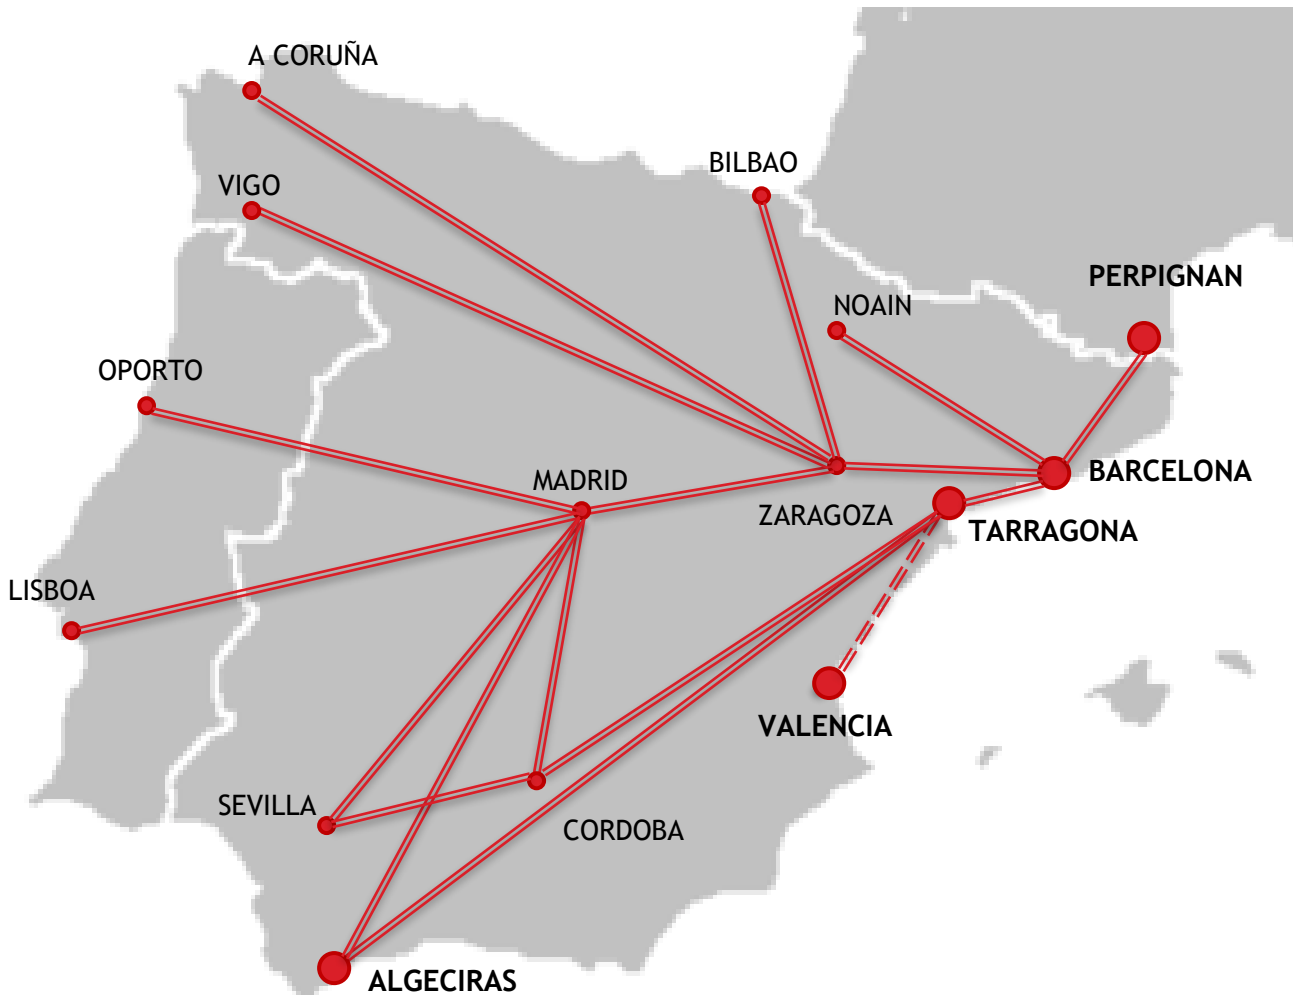 A CORUÑA
BILBAO
VIGO
PERPIGNAN
NOAIN
OPORTO
MADRID
BARCELONA
ZARAGOZA
TARRAGONA
LISBOA
VALENCIA
SEVILLA
CORDOBA
ALGECIRAS